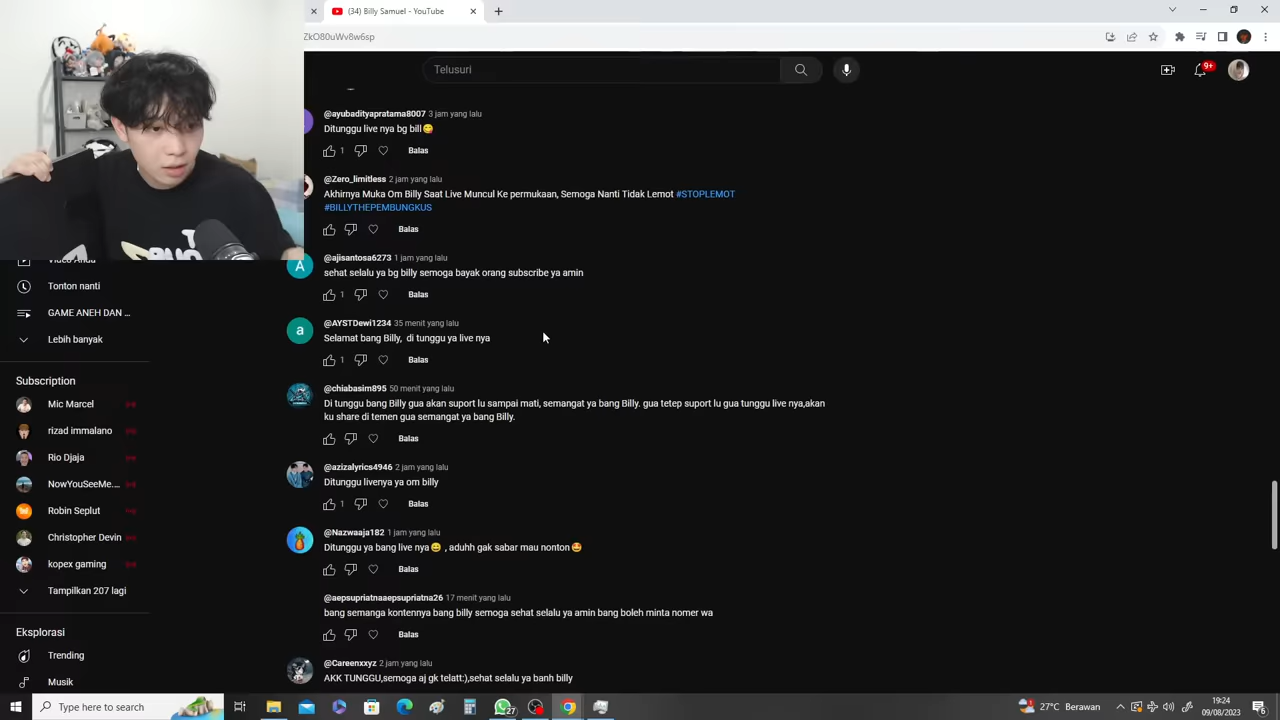 (34) Billy Samuel - YouTube
ZkO80uWv8w6sp
Telusuri
9+
@ayubadityapratama8007 3 jam yang lalu
Ditunggu live nya bg bill😋
1 Balas
@Zero_limitless 2 jam yang lalu
Akhirnya Muka Om Billy Saat Live Muncul Ke permukaan, Semoga Nanti Tidak Lemot #STOPLEMOT
#BILLYTHEPEMBUNGKUS
Balas
A
@ajisantosa6273 1 jam yang lalu
sehat selalu ya bg billy semoga bayak orang subscribe ya amin
1 Balas
a
@AYSTDewi1234 35 menit yang lalu
Selamat bang Billy, di tunggu ya live nya
1 Balas
@chiabasim895 50 menit yang lalu
Di tunggu bang Billy gua akan suport lu sampai mati, semangat ya bang Billy. gua tetep suport lu gua tunggu live nya,akan
ku share di temen gua semangat ya bang Billy.
Balas
@azizalyrics4946 2 jam yang lalu
Ditunggu livenya ya om billy
1 Balas
@Nazwaaja182 1 jam yang lalu
Ditunggu ya bang live nya😄 , aduhh gak sabar mau nonton🤩
Balas
@aepsupriatnaaepsupriatna26 17 menit yang lalu
bang semanga kontennya bang billy semoga sehat selalu ya amin bang boleh minta nomer wa
Balas
@Careenxxyz 2 jam yang lalu
AKK TUNGGU,semoga aj gk telatt:),sehat selalu ya banh billy
Video Anda
Tonton nanti
GAME ANEH DAN ...
Lebih banyak
Subscription
Mic Marcel
rizad immalano
Rio Djaja
NowYouSeeMe....
Robin Seplut
Christopher Devin
kopex gaming
Tampilkan 207 lagi
Eksplorasi
Trending
Musik
Type here to search
27
27°C Berawan
19:24
09/08/2023
6